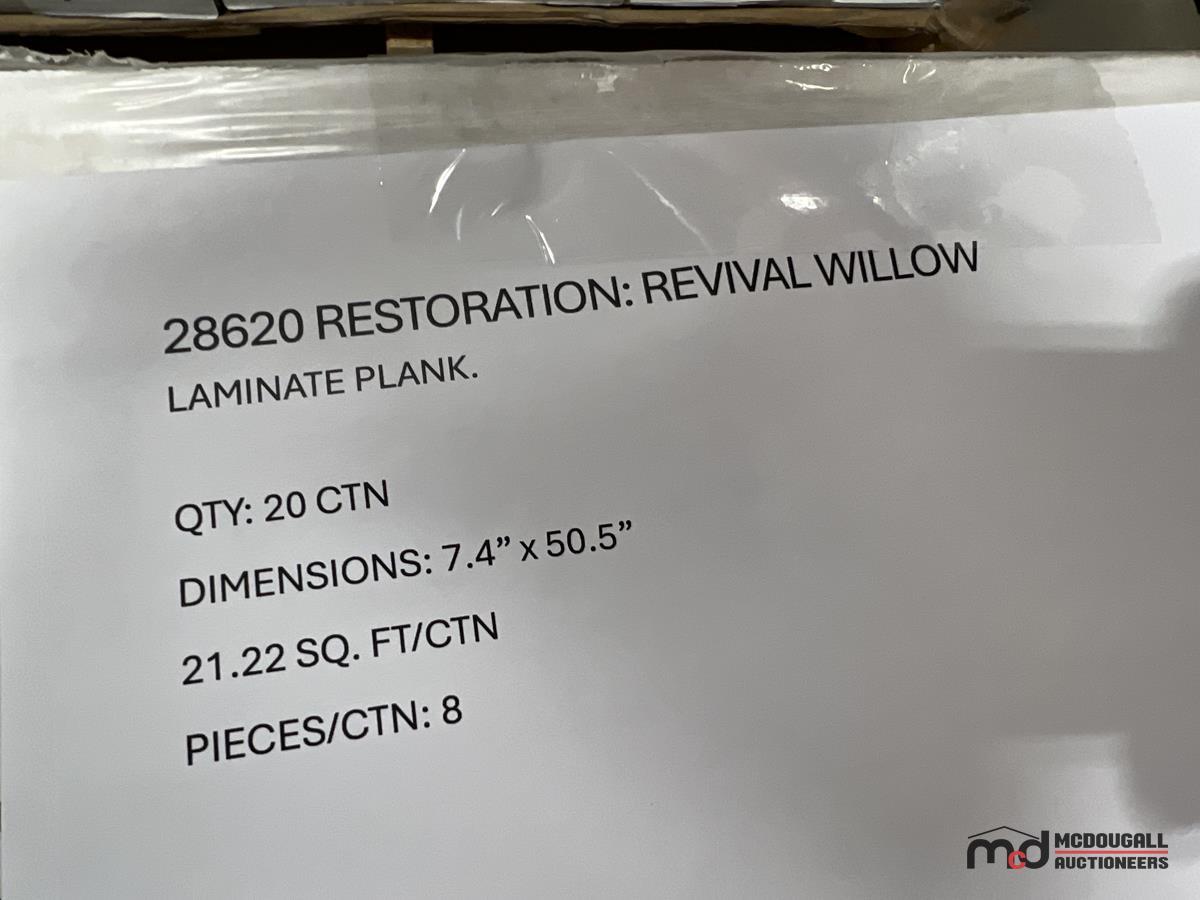 28620 RESTORATION: REVIVAL WILLOW
LAMINATE PLANK.
QTY: 20 CTN
DIMENSIONS: 7.4” x 50.5”
21.22 SQ. FT/CTN
PIECES/CTN: 8
mcd MCDOUGALL
AUCTIONEERS